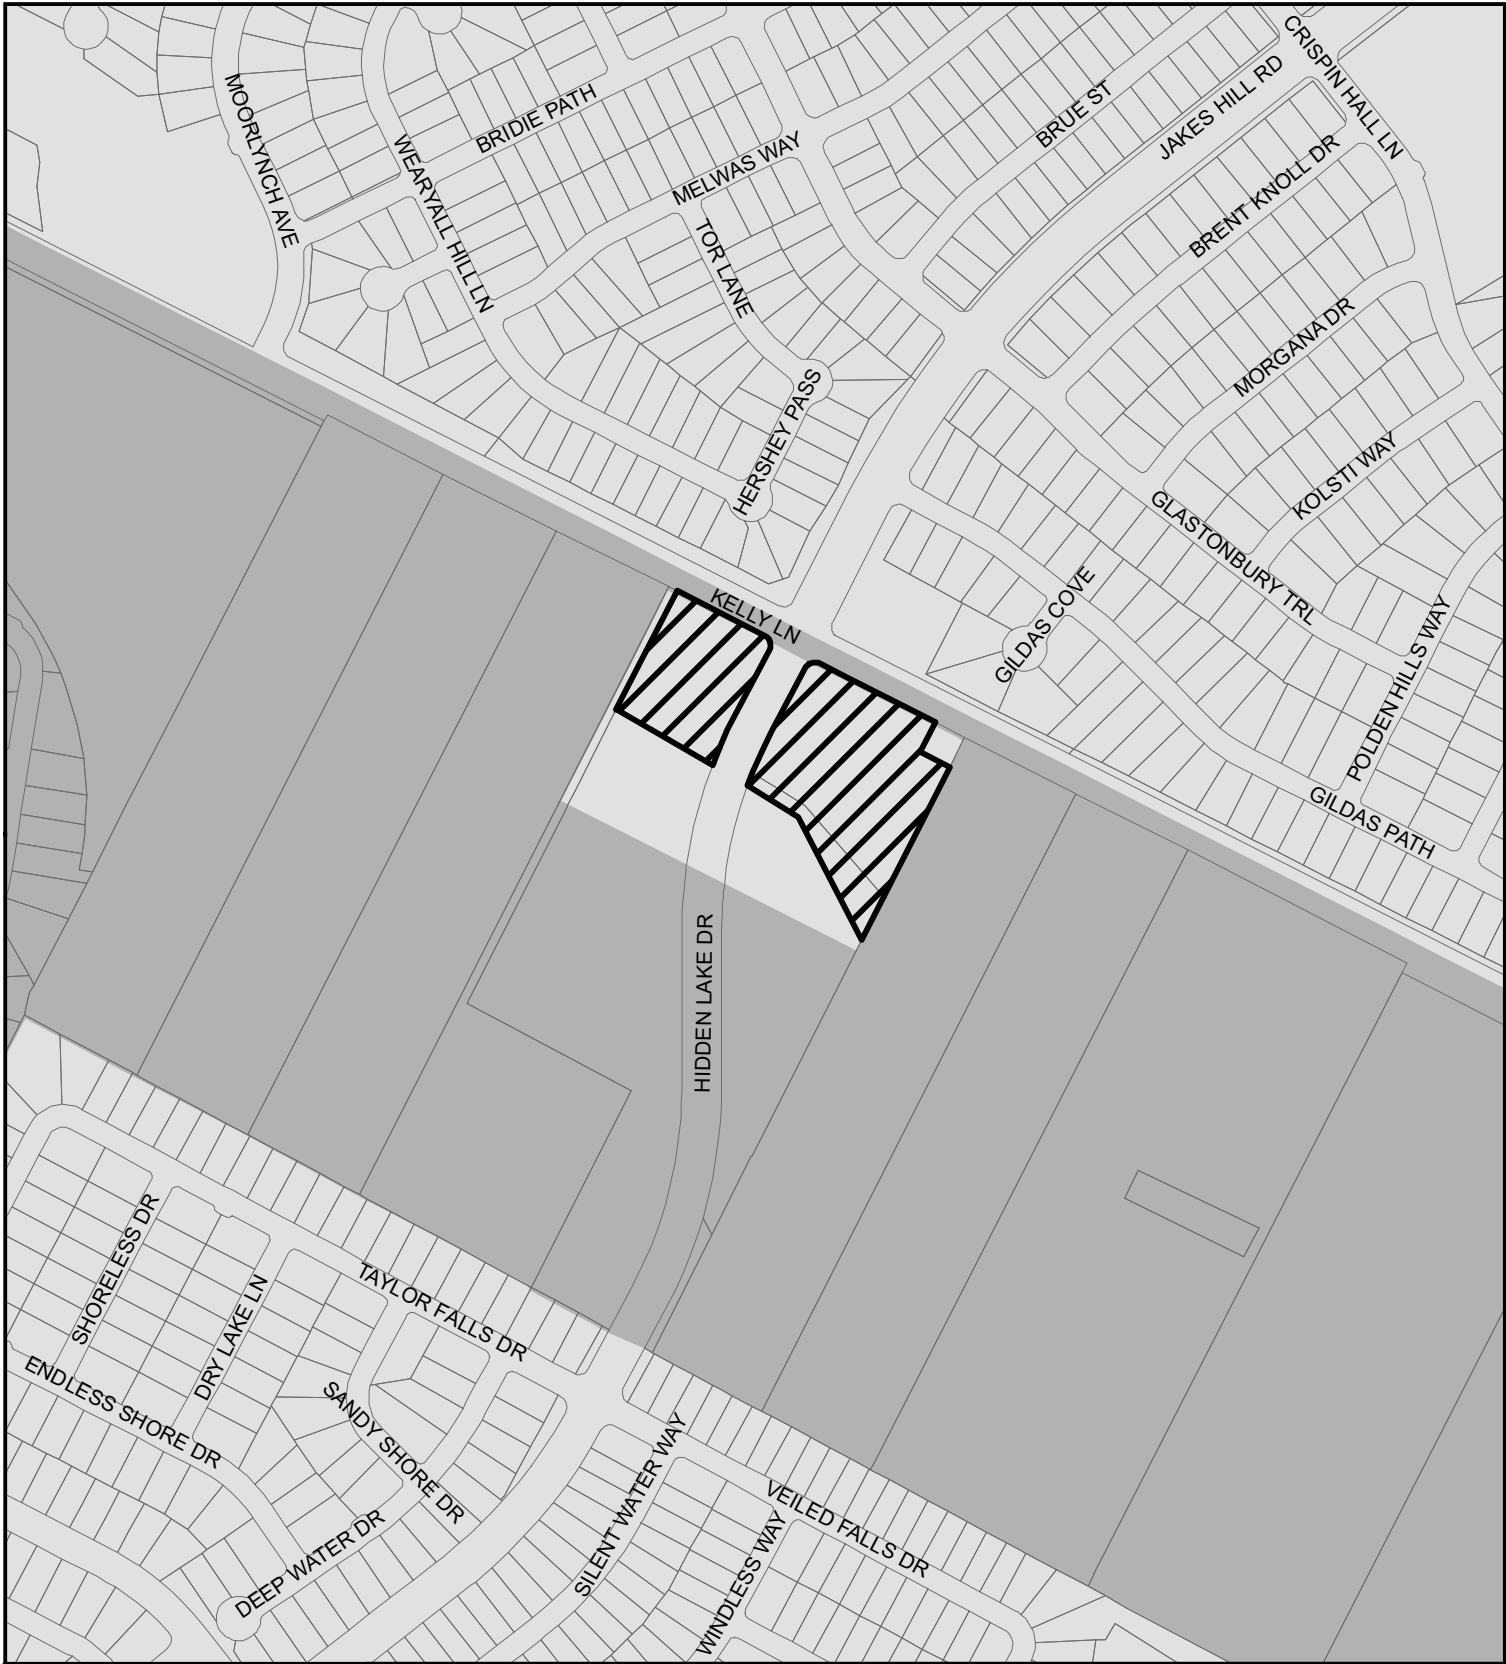 CRISPIN HALL LN
MOORLYNCH AVE
BRIDIE PATH
BRUE ST
JAKES HILL RD
WEARYALL HILL LN
MELWAS WAY
BRENT KNOLL DR
TOR LANE
MORGANA DR
HERSHEY PASS
KOLSTI WAY
GLASTONBURY TRL
KELLY LN
GILDAS COVE
POLDEN HILLS WAY
GILDAS PATH
HIDDEN LAKE DR
SHORELESS DR
DRY LAKE LN
TAYLOR FALLS DR
ENDLESS SHORE DR
SANDY SHORE DR
SILENT WATER WAY
VEILED FALLS DR
DEEP WATER DR
WINDLESS WAY